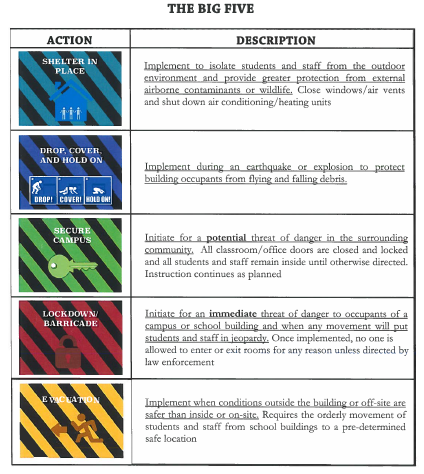 THE BIG FIVE
ACTION
DESCRIPTION
SHELTER IN
PLACE
Implement to isolate students and staff from the outdoor
environment and provide greater protection from external
airborne contaminants or wildlife. Close windows/air vents
and shut down air conditioning/heating units
DROP, COVER,
AND HOLD ON
DROP! COVER! HOLD ON!
Implement during an earthquake or explosion to protect
building occupants from flying and falling debris.
SECURE
CAMPUS
Initiate for a potential threat of danger in the surrounding
community. All classroom/office doors are closed and locked
and all students and staff remain inside until otherwise directed.
Instruction continues as planned
LOCKDOWN/
BARRICADE
Initiate for an immediate threat of danger to occupants of a
campus or school building and when any movement will put
students and staff in jeopardy. Once implemented, no one is
allowed to enter or exit rooms for any reason unless directed by
law enforcement
EVACUATION
Implement when conditions outside the building or off-site are
safer than inside or on-site. Requires the orderly movement of
students and staff from school buildings to a pre-determined
safe location